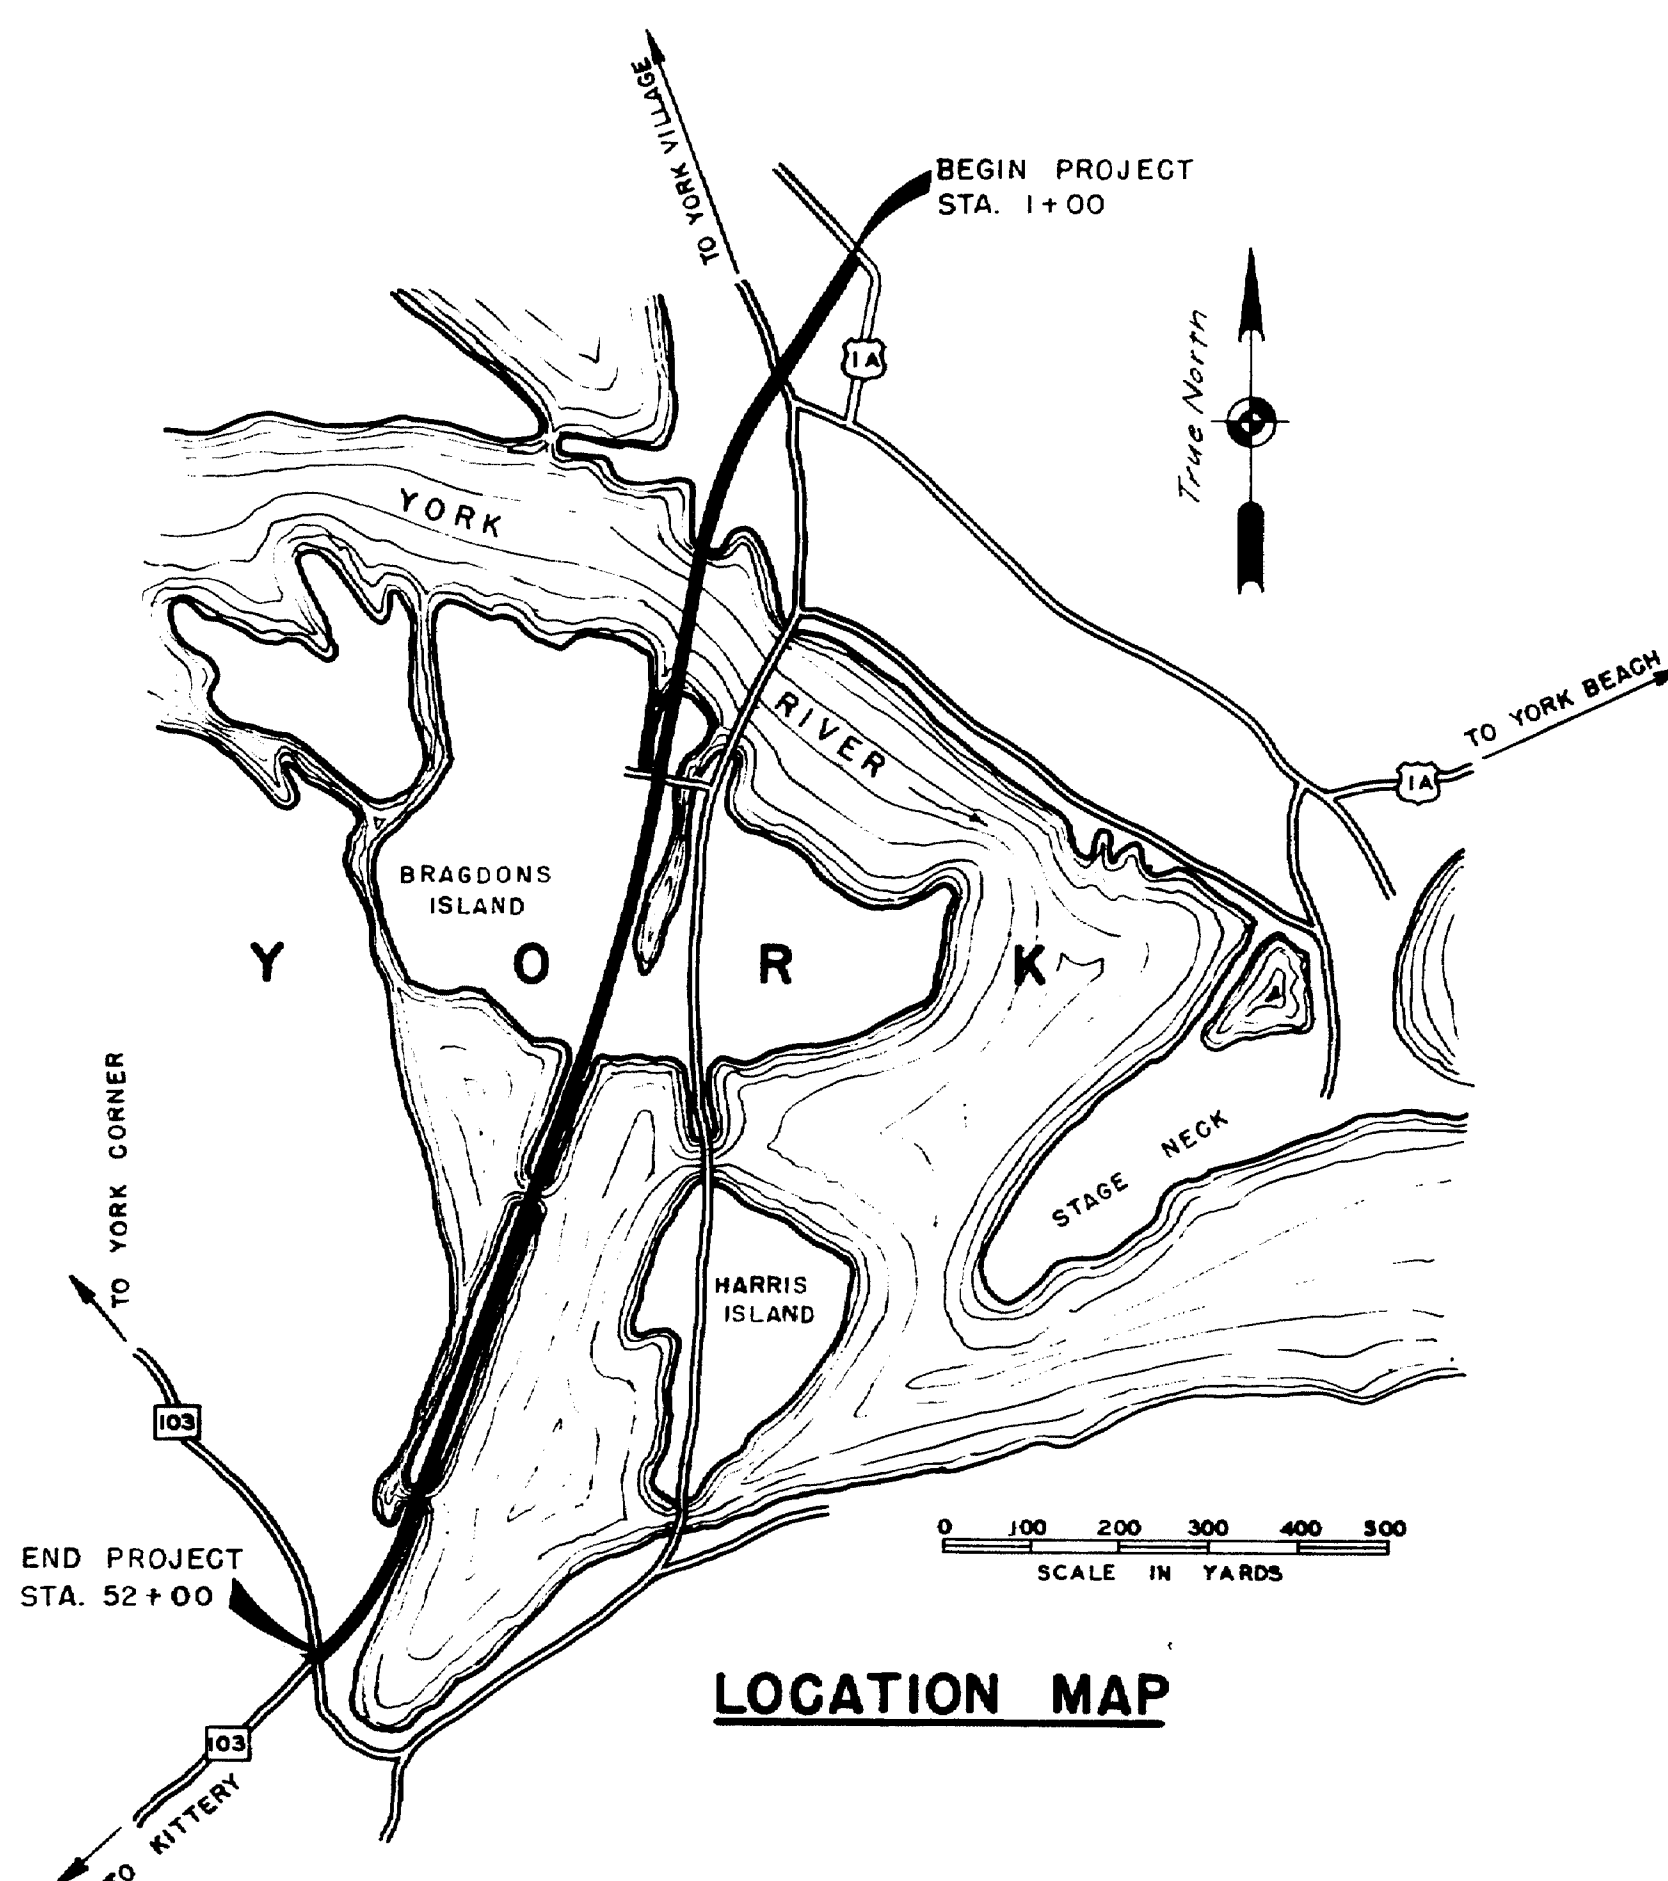 TO YORK VILLAGE
BEGIN PROJECT
STA. 1+00
1A
True North
YORK
RIVER
TO YORK BEACH
1A
BRAGDONS
ISLAND
Y O R K
STAGE NECK
TO YORK CORNER
HARRIS
ISLAND
103
0 100 200 300 400 500
SCALE IN YARDS
END PROJECT
STA. 52+00
LOCATION MAP
103
TO KITTERY